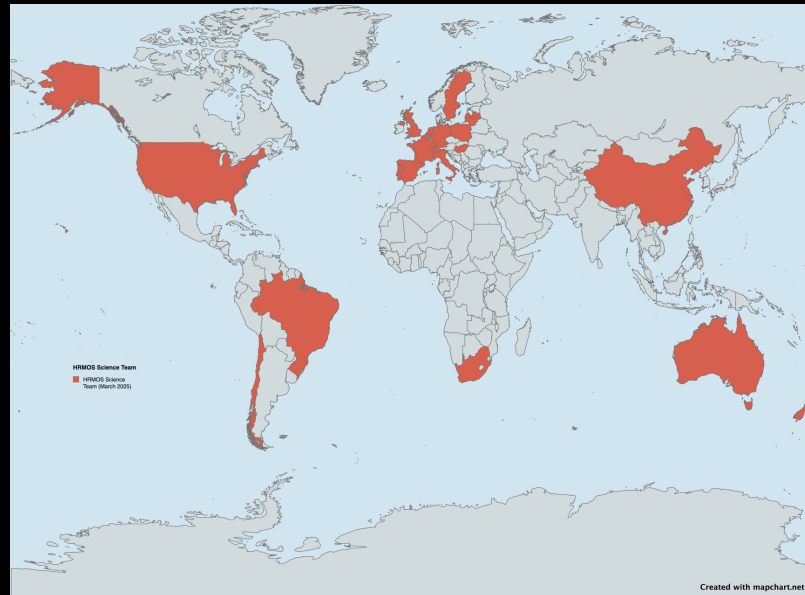 HRMOS Science Team
HRMOS Science
Team (March 2025)
Created with mapchart.net